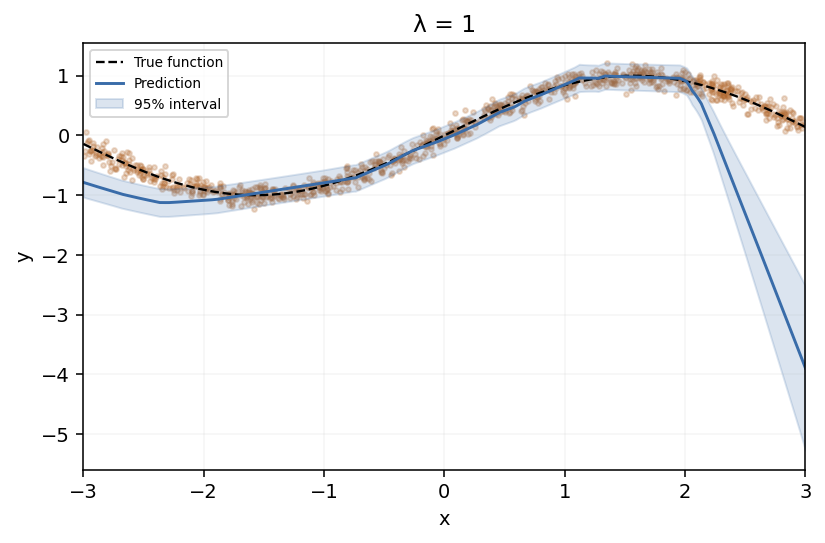 λ = 1
True function
Prediction
95% interval
y
1
0
−1
−2
−3
−4
−5
−3 −2 −1 0 1 2 3
x